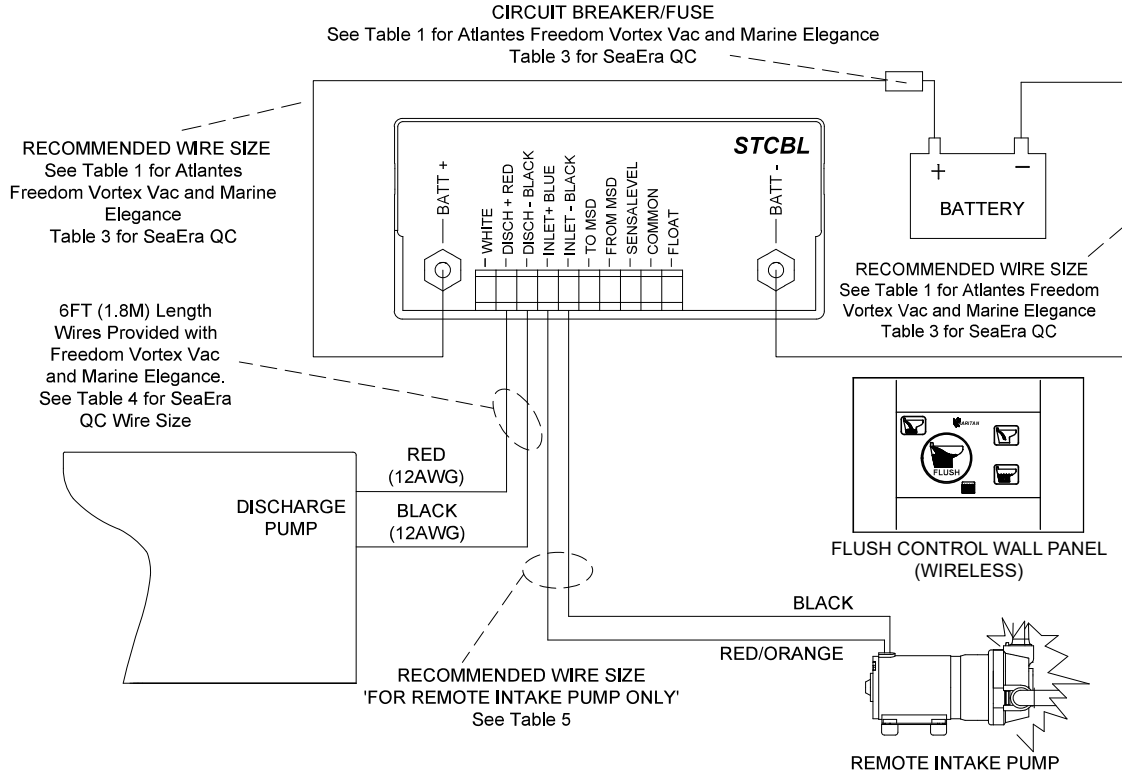 CIRCUIT BREAKER/FUSE
See Table 1 for Atlantes Freedom Vortex Vac and Marine Elegance
Table 3 for SeaEra QC
RECOMMENDED WIRE SIZE
See Table 1 for Atlantes
Freedom Vortex Vac and Marine
Elegance
Table 3 for SeaEra QC
STCBL
BATT +
WHITE
DISCH + RED
DISCH - BLACK
INLET+ BLUE
INLET - BLACK
TO MSD
FROM MSD
SENSALEVEL
COMMON
FLOAT
BATT -
+
−
BATTERY
RECOMMENDED WIRE SIZE
See Table 1 for Atlantes Freedom
Vortex Vac and Marine Elegance
Table 3 for SeaEra QC
6FT (1.8M) Length
Wires Provided with
Freedom Vortex Vac
and Marine Elegance.
See Table 4 for SeaEra
QC Wire Size
RED
(12AWG)
BLACK
(12AWG)
DISCHARGE
PUMP
RARITAN
FLUSH
FLUSH CONTROL WALL PANEL
(WIRELESS)
BLACK
RED/ORANGE
RECOMMENDED WIRE SIZE
'FOR REMOTE INTAKE PUMP ONLY'
See Table 5
REMOTE INTAKE PUMP